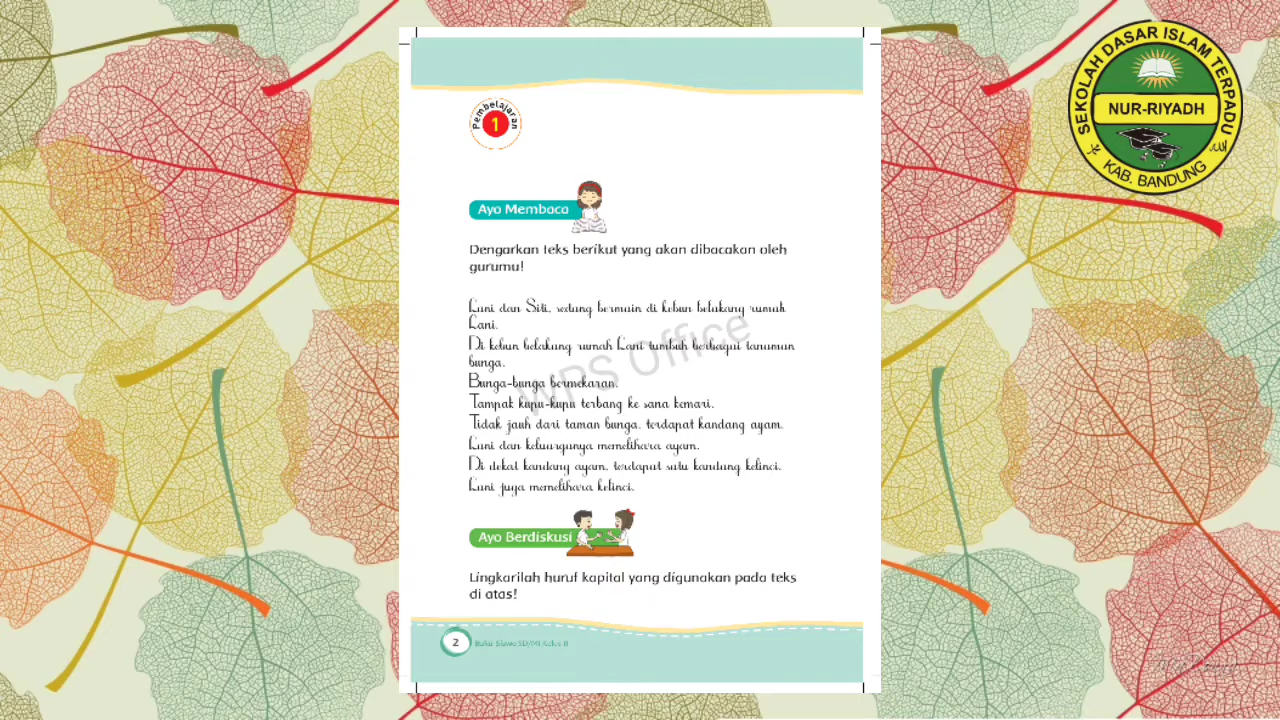 SEKOLAH DASAR ISLAM TERPADU
NUR-RIYADH
KAB. BANDUNG
Pembelajaran
1
Ayo Membaca
Dengarkan teks berikut yang akan dibacakan oleh
gurumu!
Lani dan Siti, sedang bermain di kebun belakang rumah
Lani.
Di kebun belakang rumah Lani tumbuh berbagai tanaman
bunga.
Bunga-bunga bermekaran.
Tampak kupu-kupu terbang ke sana kemari.
Tidak jauh dari taman bunga, terdapat kandang ayam.
Lani dan keluarganya memelihara ayam.
Di dekat kandang ayam, terdapat satu kandang kelinci.
Lani juga memelihara kelinci.
WPS Office
Ayo Berdiskusi
Lingkarilah huruf kapital yang digunakan pada teks
di atas!
2
Buku Siswa SD/MI Kelas II